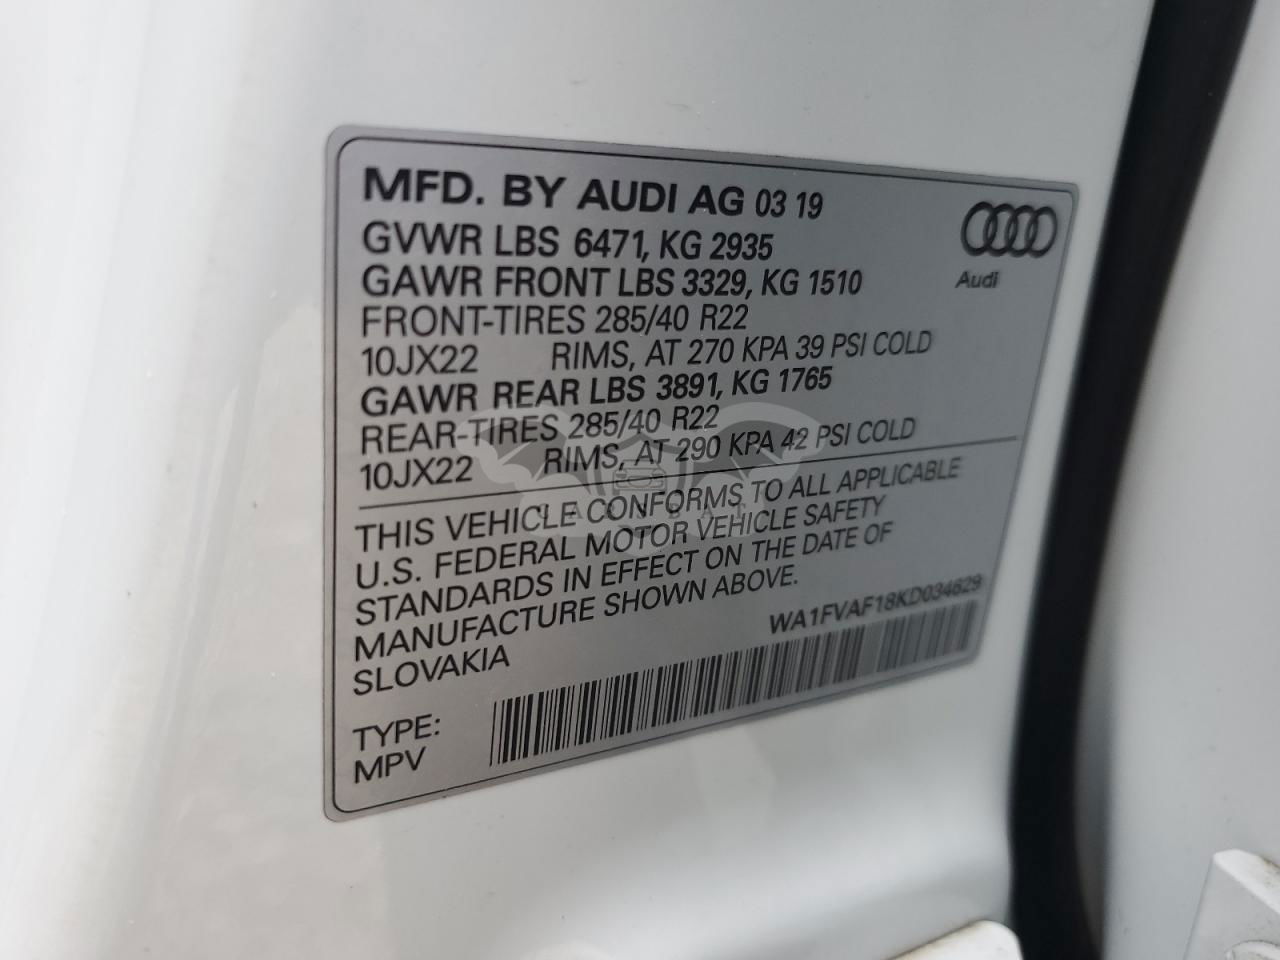 MFD. BY AUDI AG 03 19
GVWR LBS 6471, KG 2935
GAWR FRONT LBS 3329, KG 1510
FRONT-TIRES 285/40 R22
10JX22 RIMS, AT 270 KPA 39 PSI COLD
GAWR REAR LBS 3891, KG 1765
REAR-TIRES 285/40 R22
10JX22 RIMS, AT 290 KPA 42 PSI COLD
Audi
THIS VEHICLE CONFORMS TO ALL APPLICABLE
U.S. FEDERAL MOTOR VEHICLE SAFETY
STANDARDS IN EFFECT ON THE DATE OF
MANUFACTURE SHOWN ABOVE.
SLOVAKIA
WA1FVAF18KD034629
TYPE:
MPV